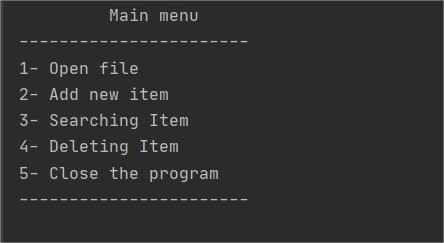 Main menu
-----------------------
1- Open file
2- Add new item
3- Searching Item
4- Deleting Item
5- Close the program
-----------------------